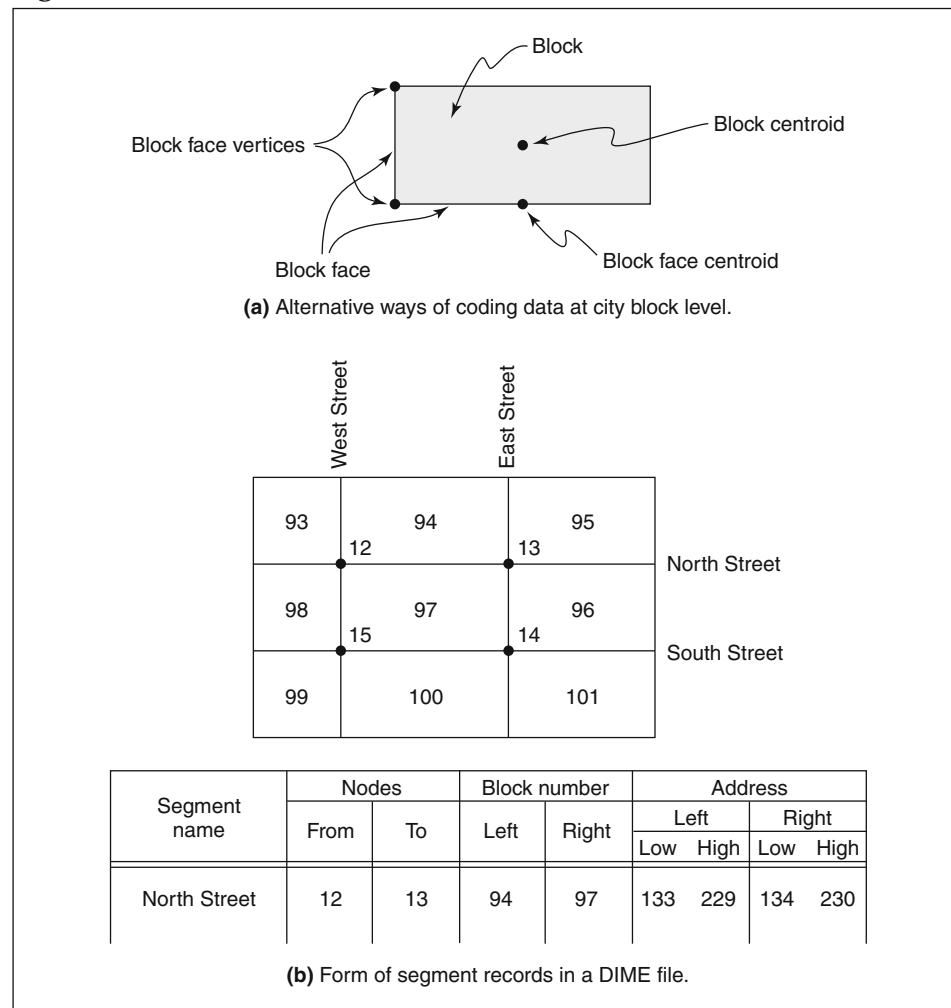 Block
Block centroid
Block face vertices
Block face
Block face centroid
(a) Alternative ways of coding data at city block level.
West Street
East Street
93 94 95
12 13
North Street
98 97 96
15 14
South Street
99 100 101
Segment name Nodes Block number Address
From To Left Right Left Right
Low High Low High
North Street 12 13 94 97 133 229 134 230
(b) Form of segment records in a DIME file.